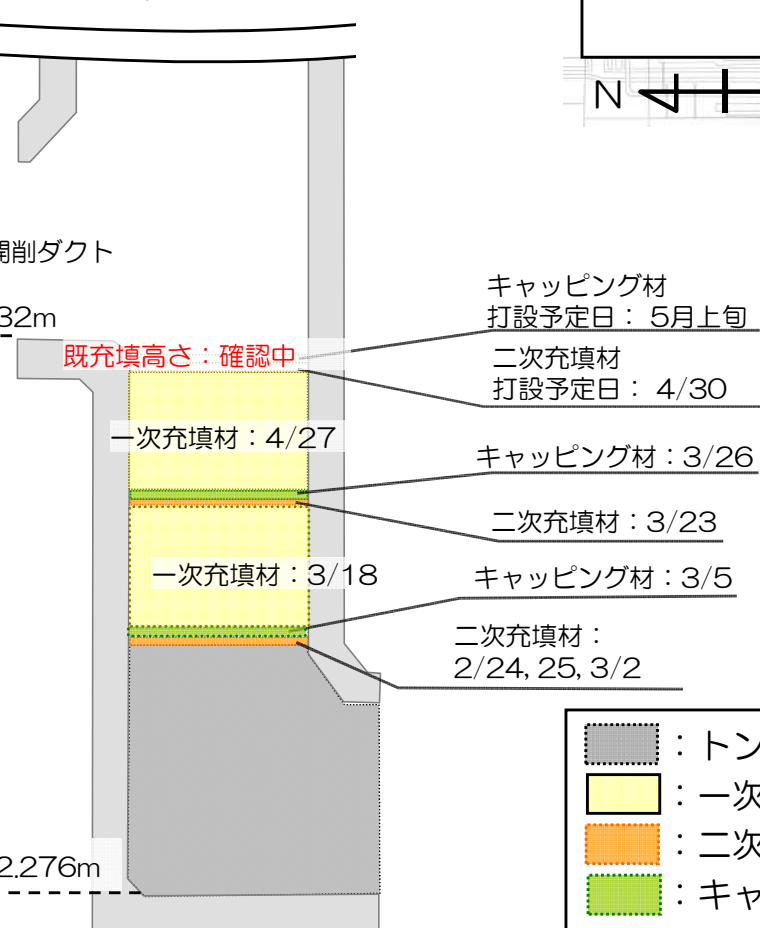 N
開削ダクト
32m
キャッピング材
打設予定日： 5月上旬
既充填高さ：確認中
二次充填材
打設予定日： 4/30
一次充填材：4/27
キャッピング材：3/26
二次充填材：3/23
一次充填材：3/18
キャッピング材：3/5
二次充填材：
2/24, 25, 3/2
：トン
：一次
：二次
：キャ
2.276m